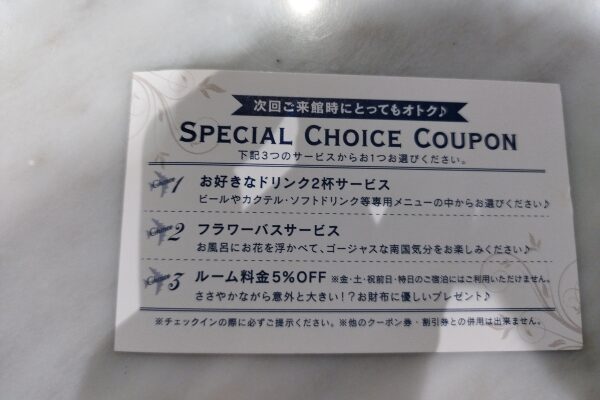 次回ご来館時にとってもオトク♪
SPECIAL CHOICE COUPON
下記3つのサービスからお1つお選びください。
Choice 1 お好きなドリンク2杯サービス
ビールやカクテル・ソフトドリンク等専用メニューの中からお選びください♪
Choice 2 フラワーバスサービス
お風呂にお花を浮かべて、ゴージャスな南国気分をお楽しみください♪
Choice 3 ルーム料金5%OFF ※金・土・祝前日・特日のご宿泊にはご利用いただけません。
ささやかながら意外と大きい!?お財布に優しいプレゼント♪
※チェックインの際に必ずご提示ください。※他のクーポン券・割引券との併用は出来ません。